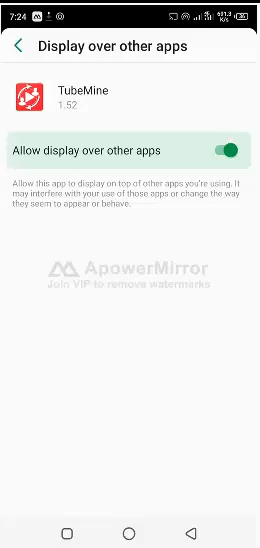 7:24
691.3
K/s
Display over other apps
TubeMine
1.52
Allow display over other apps
Allow this app to display on top of other apps you're using. It
may interfere with your use of those apps or change the way
they seem to appear or behave.
ApowerMirror
Join VIP to remove watermarks